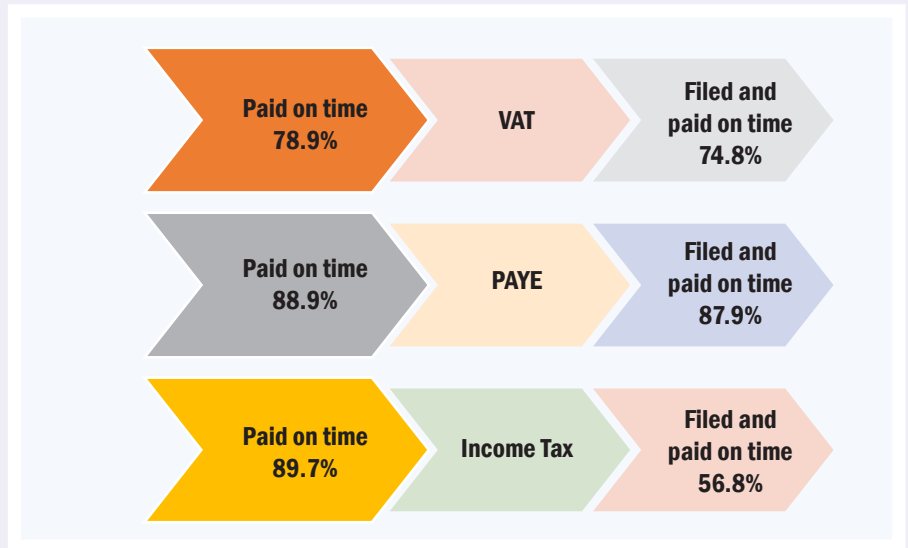 Paid on time
78.9%
VAT
Filed and
paid on time
74.8%
Paid on time
88.9%
PAYE
Filed and
paid on time
87.9%
Paid on time
89.7%
Income Tax
Filed and
paid on time
56.8%